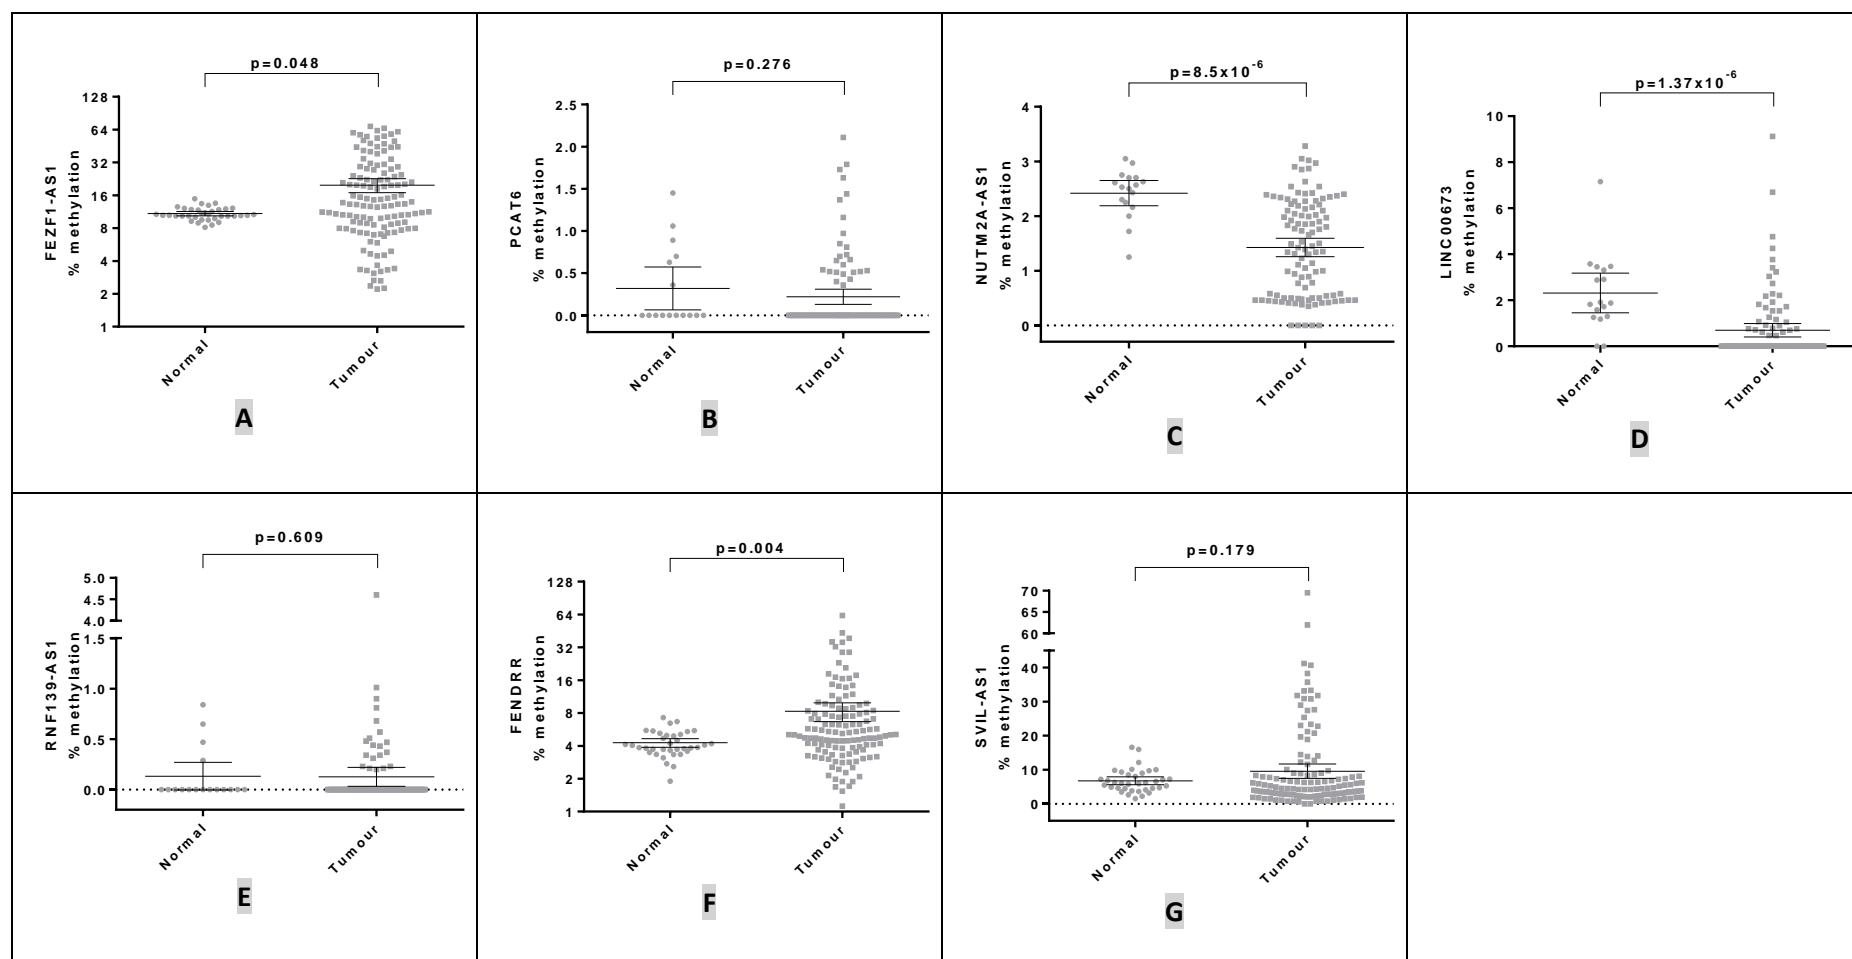 p=0.048
128
64
32
16
8
4
2
1
FEZF1-AS1
% methylation
Normal
Tumour
A
p=0.276
2.5
2.0
1.5
1.0
0.5
0.0
PCAT6
% methylation
Normal
Tumour
B
p=8.5x10-6
4
3
2
1
0
NUTM2A-AS1
% methylation
Normal
Tumour
C
p=1.37x10-6
10
8
6
4
2
0
LINC00673
% methylation
Normal
Tumour
D
p=0.609
5.0
4.5
4.0
1.5
1.0
0.5
0.0
RNF139-AS1
% methylation
Normal
Tumour
E
p=0.004
128
64
32
16
8
4
2
1
FENDRR
% methylation
Normal
Tumour
F
p=0.179
70
65
60
40
30
20
10
0
SVIL-AS1
% methylation
Normal
Tumour
G